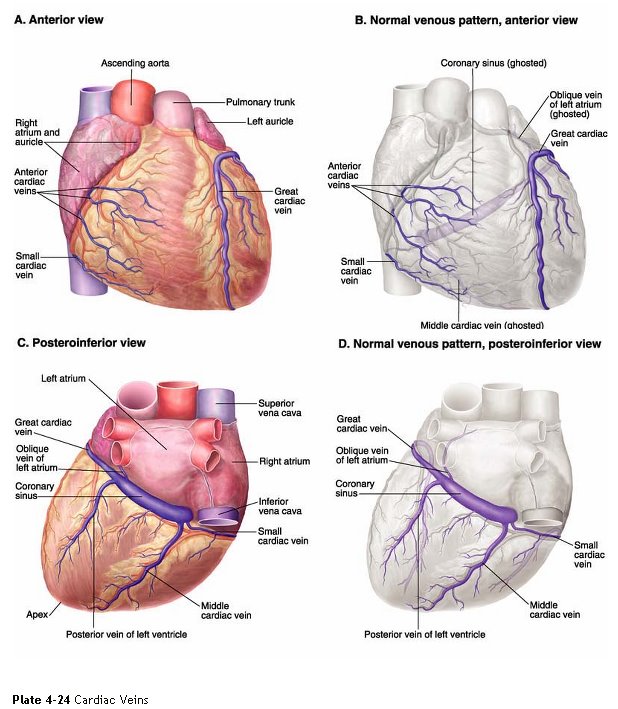 A. Anterior view
Ascending aorta
Pulmonary trunk
Left auricle
Right
atrium and
auricle
Anterior
cardiac
veins
Great
cardiac
vein
Small
cardiac
vein
B. Normal venous pattern, anterior view
Coronary sinus (ghosted)
Oblique vein
of left atrium
(ghosted)
Great cardiac
vein
Anterior
cardiac
veins
Small
cardiac
vein
Middle cardiac vein (ghosted)
C. Posteroinferior view
Left atrium
Superior
vena cava
Great cardiac
vein
Oblique
vein of
left atrium
Right atrium
Coronary
sinus
Inferior
vena cava
Small
cardiac vein
Middle
cardiac vein
Apex
Posterior vein of left ventricle
D. Normal venous pattern, posteroinferior view
Great
cardiac vein
Oblique vein
of left atrium
Coronary
sinus
Small
cardiac
vein
Middle
cardiac vein
Posterior vein of left ventricle
Plate 4-24 Cardiac Veins